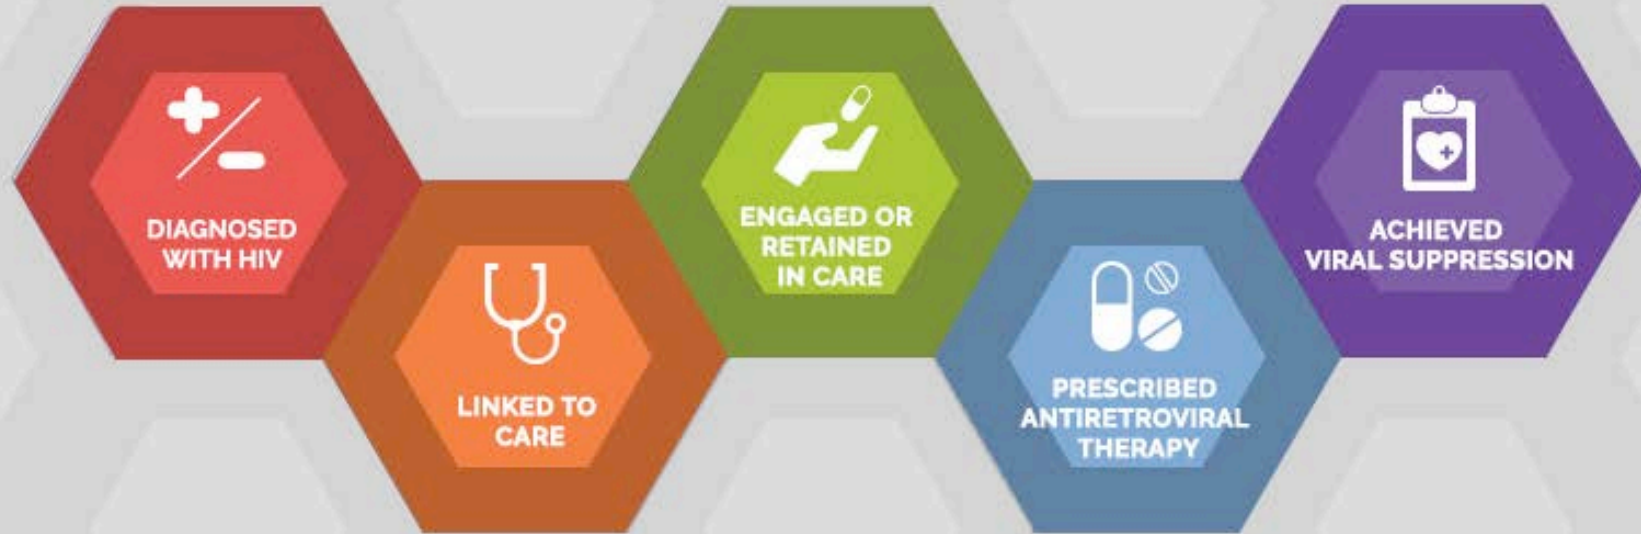 DIAGNOSED
WITH HIV
LINKED TO
CARE
ENGAGED OR
RETAINED
IN CARE
PRESCRIBED
ANTIRETROVIRAL
THERAPY
ACHIEVED
VIRAL SUPPRESSION